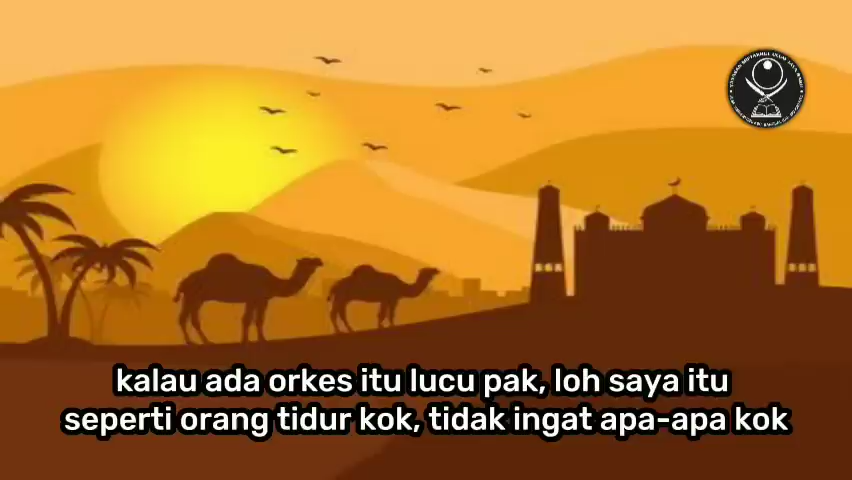 kalau ada orkes itu lucu pak, loh saya itu
seperti orang tidur kok, tidak ingat apa-apa kok